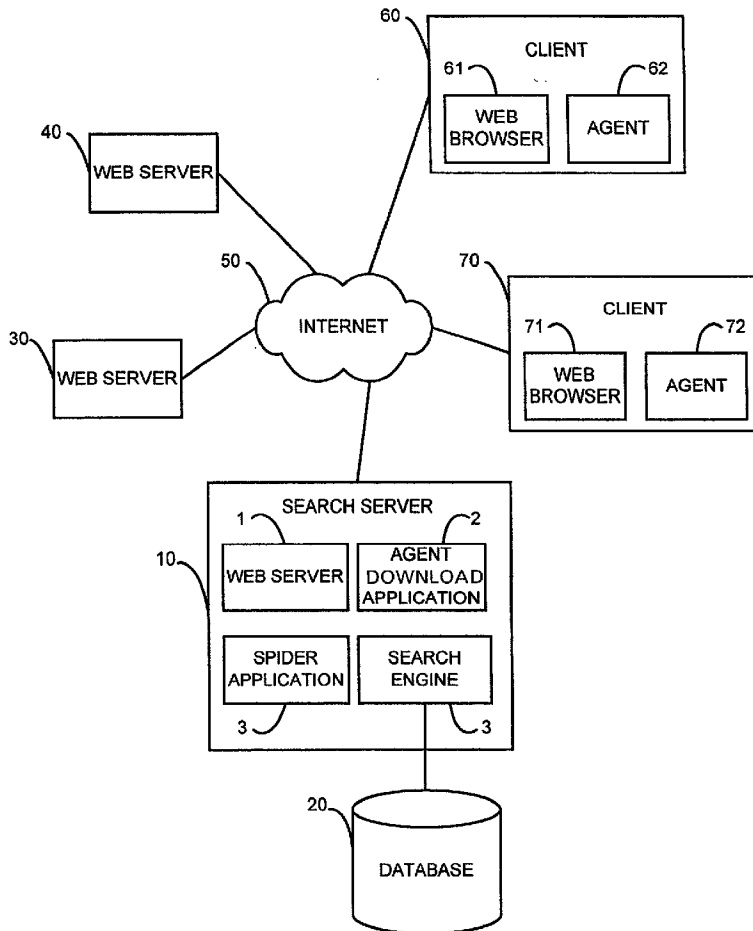 60
CLIENT
61
62
WEB
BROWSER
AGENT
40
WEB SERVER
50
INTERNET
70
CLIENT
71
72
WEB
BROWSER
AGENT
30
WEB SERVER
SEARCH SERVER
1
2
10
WEB SERVER
AGENT
DOWNLOAD
APPLICATION
SPIDER
APPLICATION
SEARCH
ENGINE
3
3
20
DATABASE